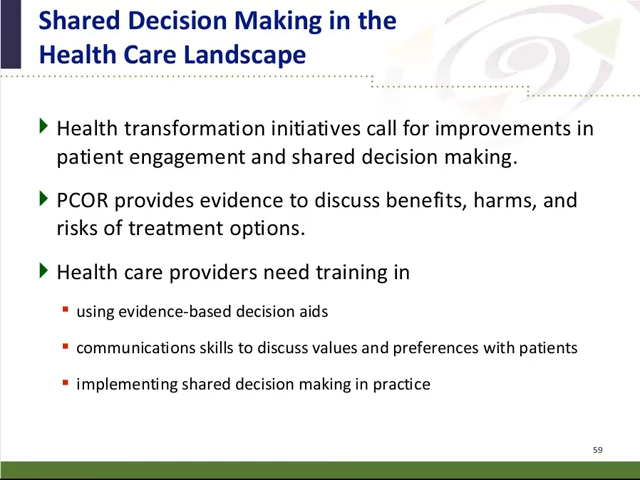 Shared Decision Making in the
Health Care Landscape
Health transformation initiatives call for improvements in
patient engagement and shared decision making.
PCOR provides evidence to discuss benefits, harms, and
risks of treatment options.
Health care providers need training in
using evidence-based decision aids
communications skills to discuss values and preferences with patients
implementing shared decision making in practice
59